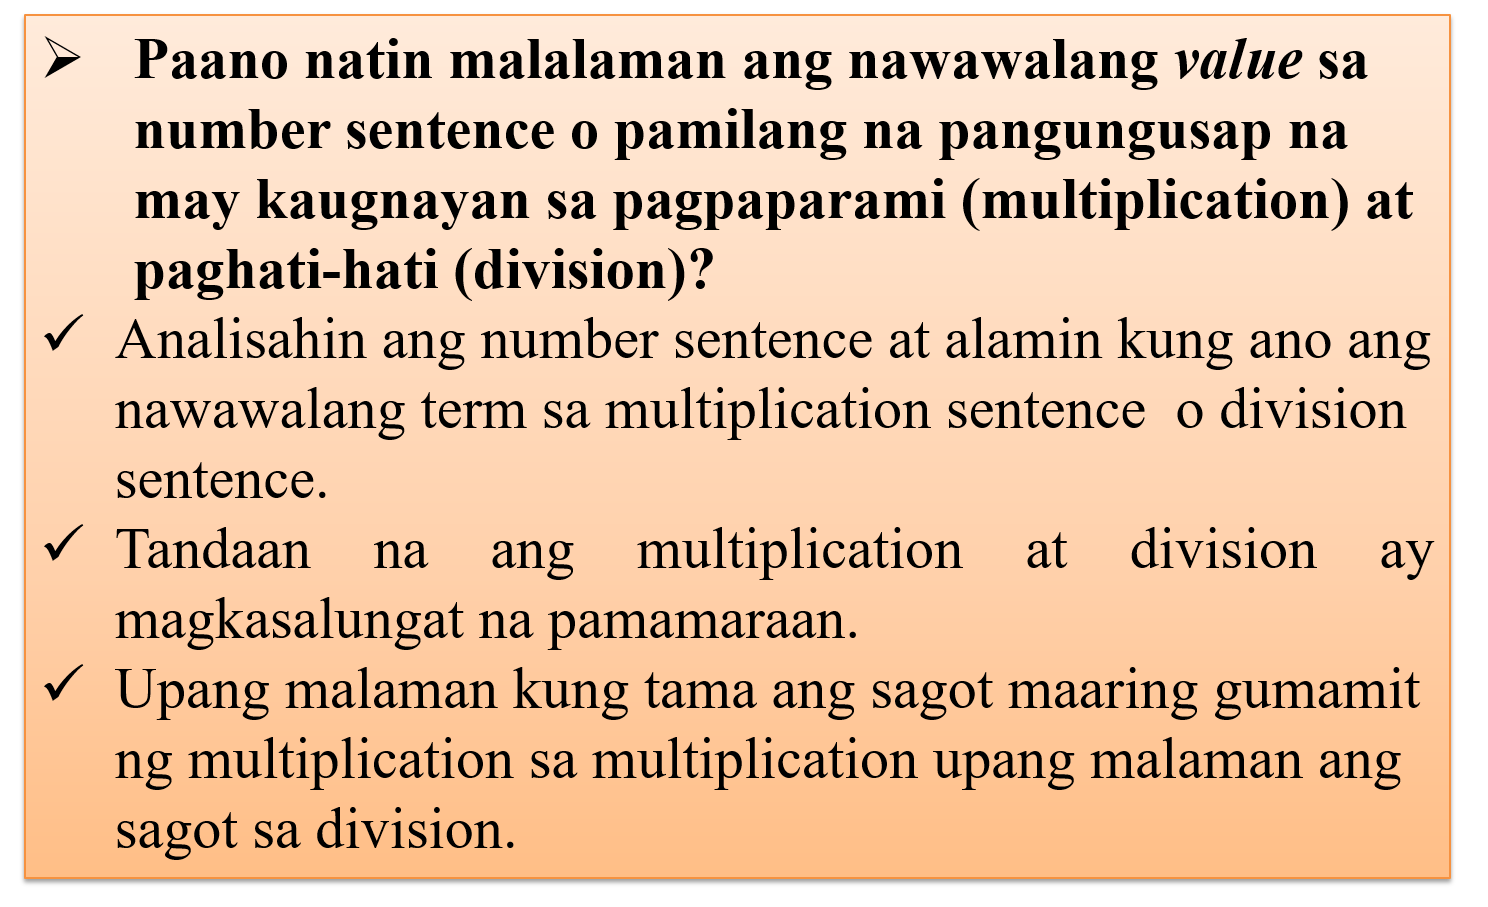 ➢ Paano natin malalaman ang nawawalang value sa
number sentence o pamilang na pangungusap na
may kaugnayan sa pagpaparami (multiplication) at
paghati-hati (division)?
✓ Analisahin ang number sentence at alamin kung ano ang
nawawalang term sa multiplication sentence o division
sentence.
✓ Tandaan na ang multiplication at division ay
magkasalungat na pamamaraan.
✓ Upang malaman kung tama ang sagot maaring gumamit
ng multiplication sa multiplication upang malaman ang
sagot sa division.